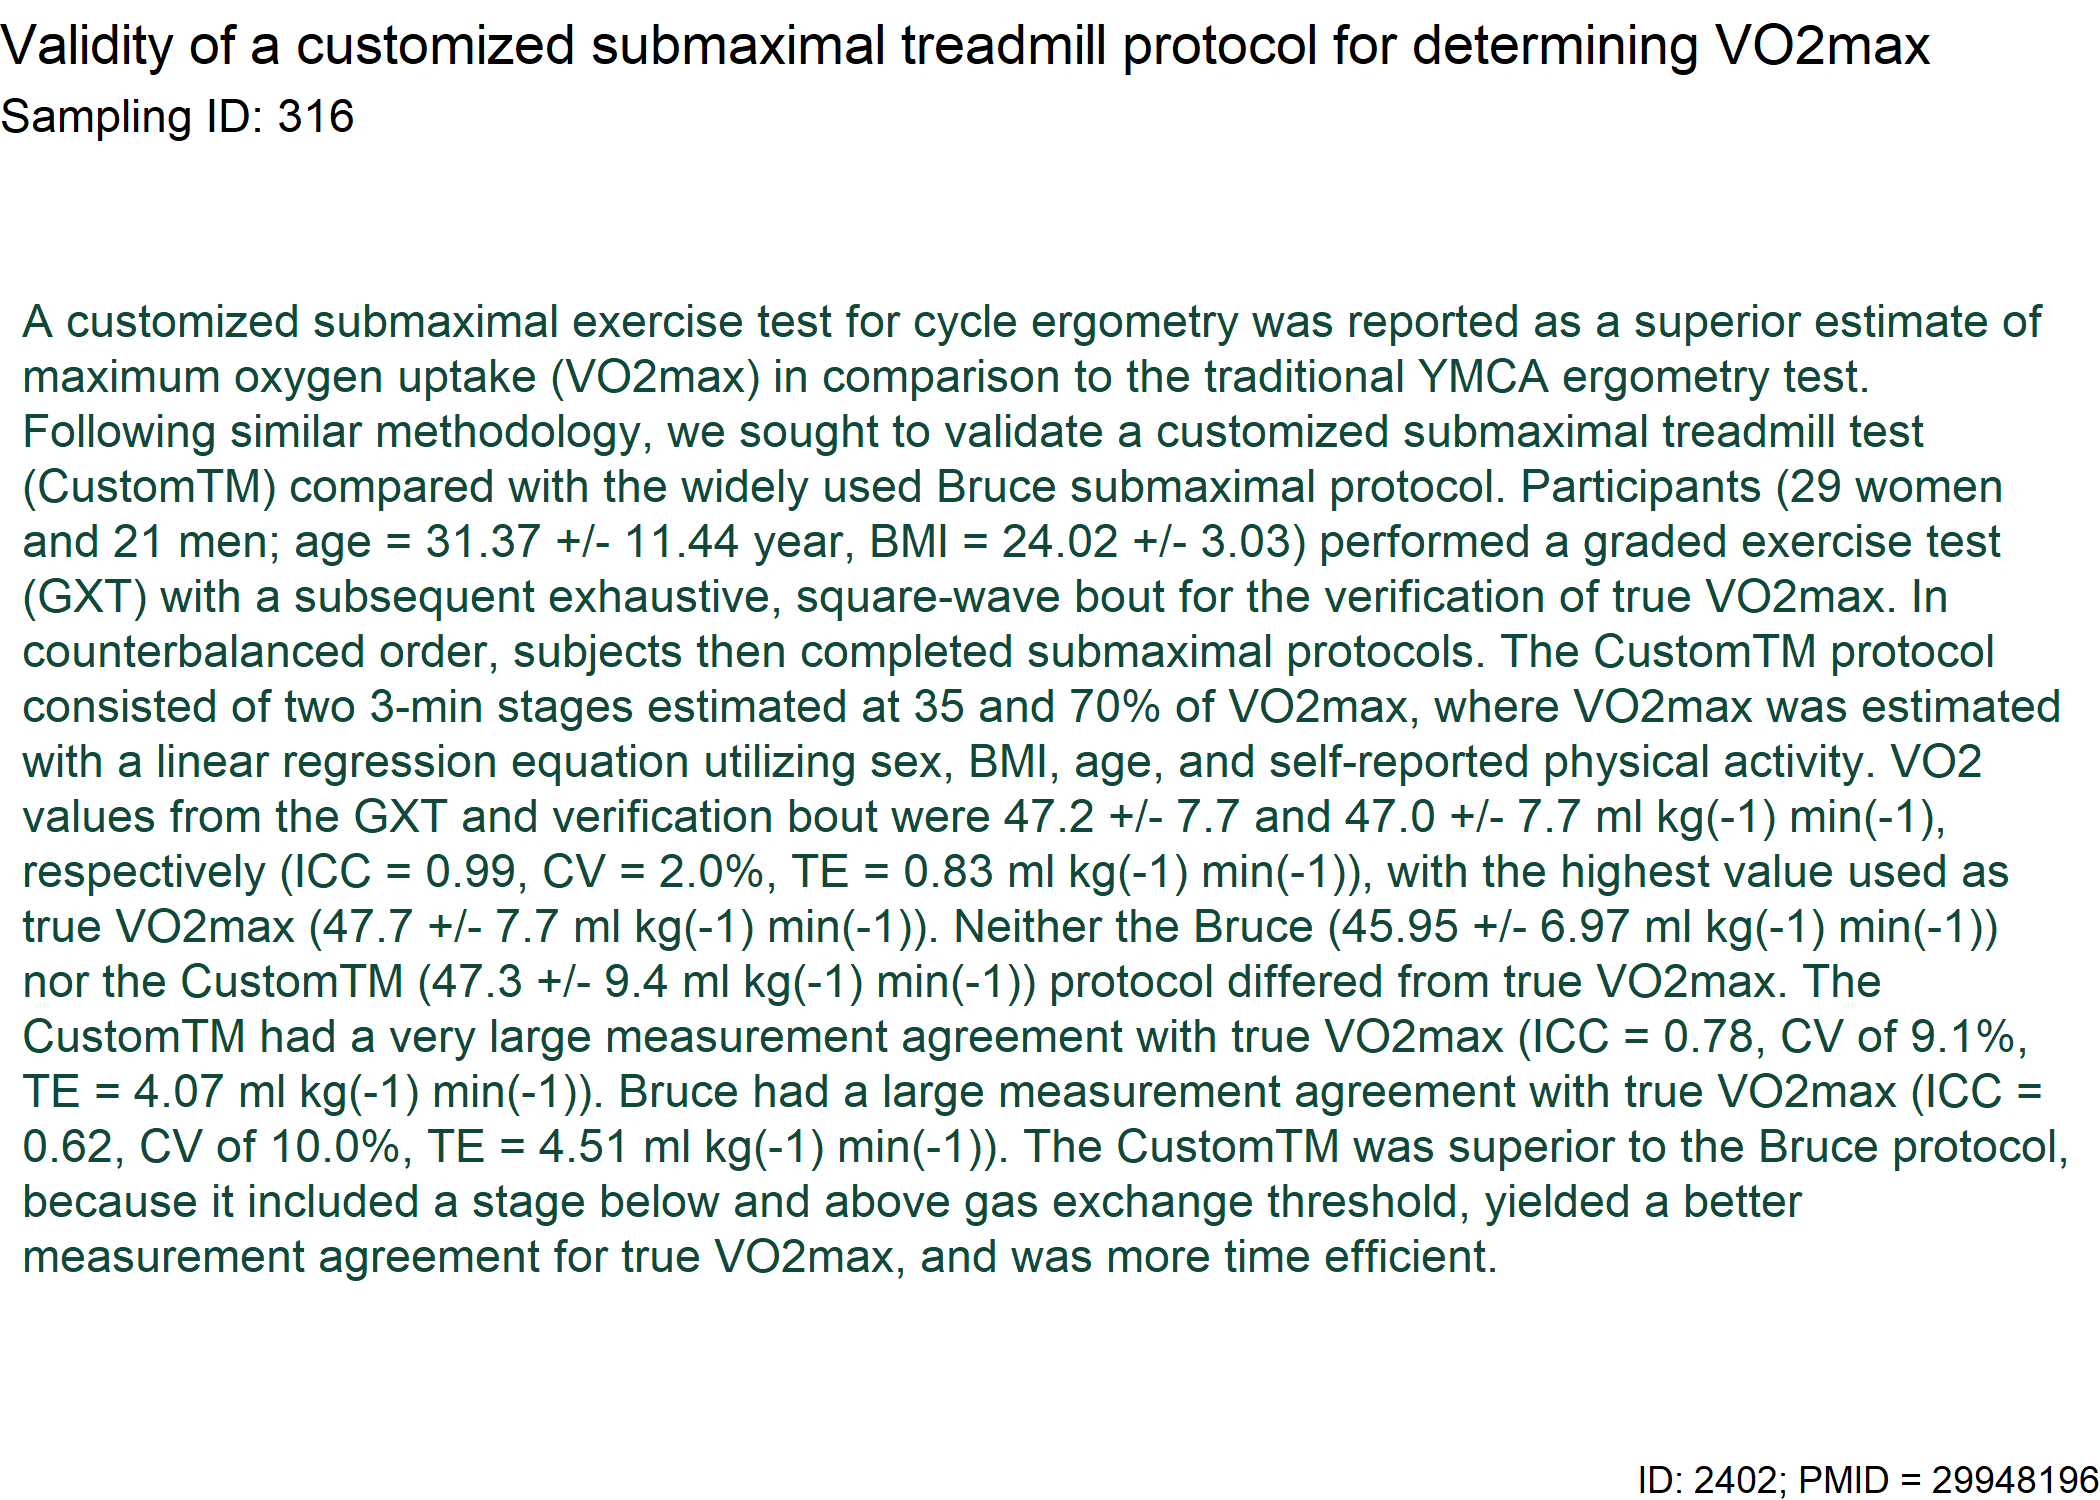 Validity of a customized submaximal treadmill protocol for determining VO2max
Sampling ID: 316
A customized submaximal exercise test for cycle ergometry was reported as a superior estimate of
maximum oxygen uptake (VO2max) in comparison to the traditional YMCA ergometry test.
Following similar methodology, we sought to validate a customized submaximal treadmill test
(CustomTM) compared with the widely used Bruce submaximal protocol. Participants (29 women
and 21 men; age = 31.37 +/- 11.44 year, BMI = 24.02 +/- 3.03) performed a graded exercise test
(GXT) with a subsequent exhaustive, square-wave bout for the verification of true VO2max. In
counterbalanced order, subjects then completed submaximal protocols. The CustomTM protocol
consisted of two 3-min stages estimated at 35 and 70% of VO2max, where VO2max was estimated
with a linear regression equation utilizing sex, BMI, age, and self-reported physical activity. VO2
values from the GXT and verification bout were 47.2 +/- 7.7 and 47.0 +/- 7.7 ml kg(-1) min(-1),
respectively (ICC = 0.99, CV = 2.0%, TE = 0.83 ml kg(-1) min(-1)), with the highest value used as
true VO2max (47.7 +/- 7.7 ml kg(-1) min(-1)). Neither the Bruce (45.95 +/- 6.97 ml kg(-1) min(-1))
nor the CustomTM (47.3 +/- 9.4 ml kg(-1) min(-1)) protocol differed from true VO2max. The
CustomTM had a very large measurement agreement with true VO2max (ICC = 0.78, CV of 9.1%,
TE = 4.07 ml kg(-1) min(-1)). Bruce had a large measurement agreement with true VO2max (ICC =
0.62, CV of 10.0%, TE = 4.51 ml kg(-1) min(-1)). The CustomTM was superior to the Bruce protocol,
because it included a stage below and above gas exchange threshold, yielded a better
measurement agreement for true VO2max, and was more time efficient.
ID: 2402; PMID = 29948196